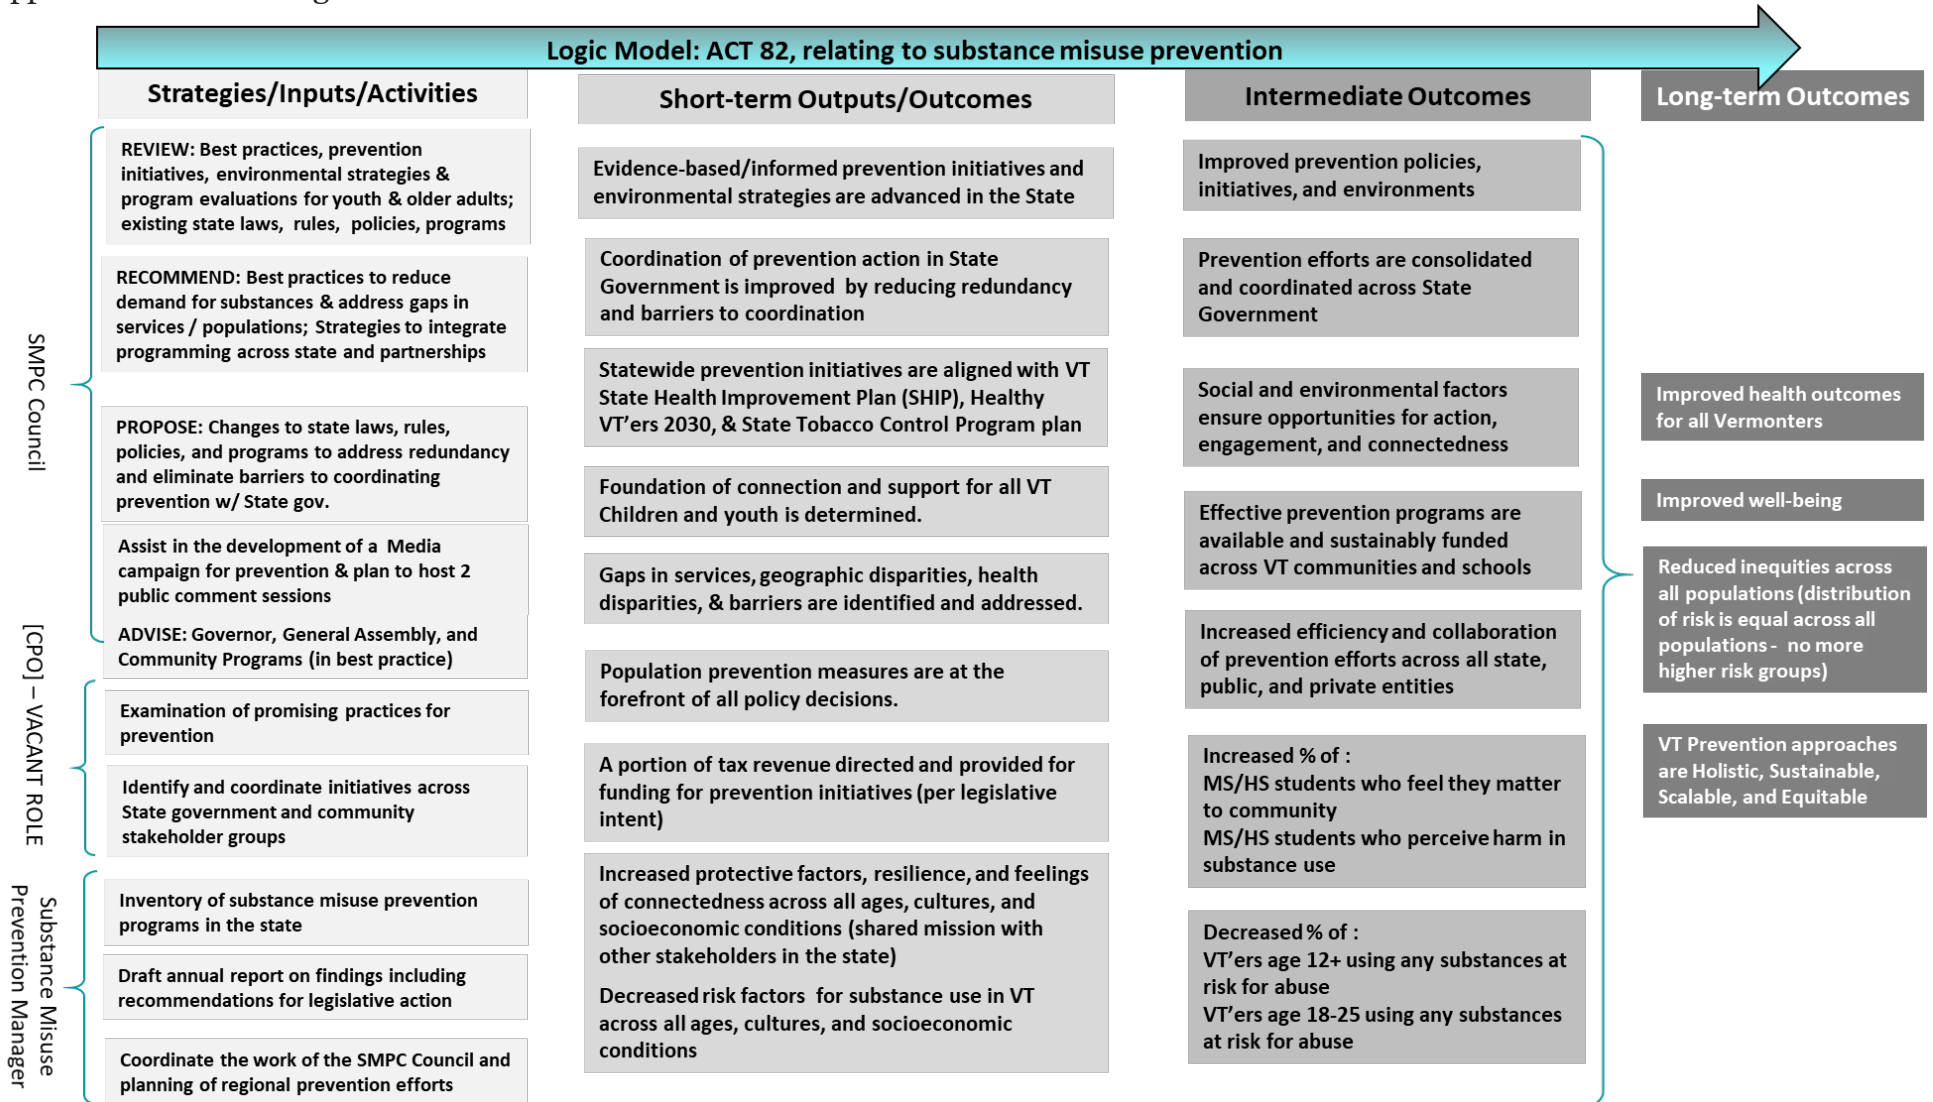 Logic Model: ACT 82, relating to substance misuse prevention
Strategies/Inputs/Activities
SMPC Council
REVIEW: Best practices, prevention
initiatives, environmental strategies &
program evaluations for youth & older adults;
existing state laws, rules, policies, programs
RECOMMEND: Best practices to reduce
demand for substances & address gaps in
services / populations; Strategies to integrate
programming across state and partnerships
PROPOSE: Changes to state laws, rules,
policies, and programs to address redundancy
and eliminate barriers to coordinating
prevention w/ State gov.
Assist in the development of a Media
campaign for prevention & plan to host 2
public comment sessions
ADVISE: Governor, General Assembly, and
Community Programs (in best practice)
[CPO] – VACANT ROLE
Examination of promising practices for
prevention
Identify and coordinate initiatives across
State government and community
stakeholder groups
Substance Misuse
Prevention Manager
Inventory of substance misuse prevention
programs in the state
Draft annual report on findings including
recommendations for legislative action
Coordinate the work of the SMPC Council and
planning of regional prevention efforts
Short-term Outputs/Outcomes
Evidence-based/informed prevention initiatives and
environmental strategies are advanced in the State
Coordination of prevention action in State
Government is improved by reducing redundancy
and barriers to coordination
Statewide prevention initiatives are aligned with VT
State Health Improvement Plan (SHIP), Healthy
VT'ers 2030, & State Tobacco Control Program plan
Foundation of connection and support for all VT
Children and youth is determined.
Gaps in services, geographic disparities, health
disparities, & barriers are identified and addressed.
Population prevention measures are at the
forefront of all policy decisions.
A portion of tax revenue directed and provided for
funding for prevention initiatives (per legislative
intent)
Increased protective factors, resilience, and feelings
of connectedness across all ages, cultures, and
socioeconomic conditions (shared mission with
other stakeholders in the state)
Decreased risk factors for substance use in VT
across all ages, cultures, and socioeconomic
conditions
Intermediate Outcomes
Improved prevention policies,
initiatives, and environments
Prevention efforts are consolidated
and coordinated across State
Government
Social and environmental factors
ensure opportunities for action,
engagement, and connectedness
Effective prevention programs are
available and sustainably funded
across VT communities and schools
Increased efficiency and collaboration
of prevention efforts across all state,
public, and private entities
Increased % of :
MS/HS students who feel they matter
to community
MS/HS students who perceive harm in
substance use
Decreased % of :
VT'ers age 12+ using any substances at
risk for abuse
VT'ers age 18-25 using any substances
at risk for abuse
Long-term Outcomes
Improved health outcomes
for all Vermonters
Improved well-being
Reduced inequities across
all populations (distribution
of risk is equal across all
populations - no more
higher risk groups)
VT Prevention approaches
are Holistic, Sustainable,
Scalable, and Equitable